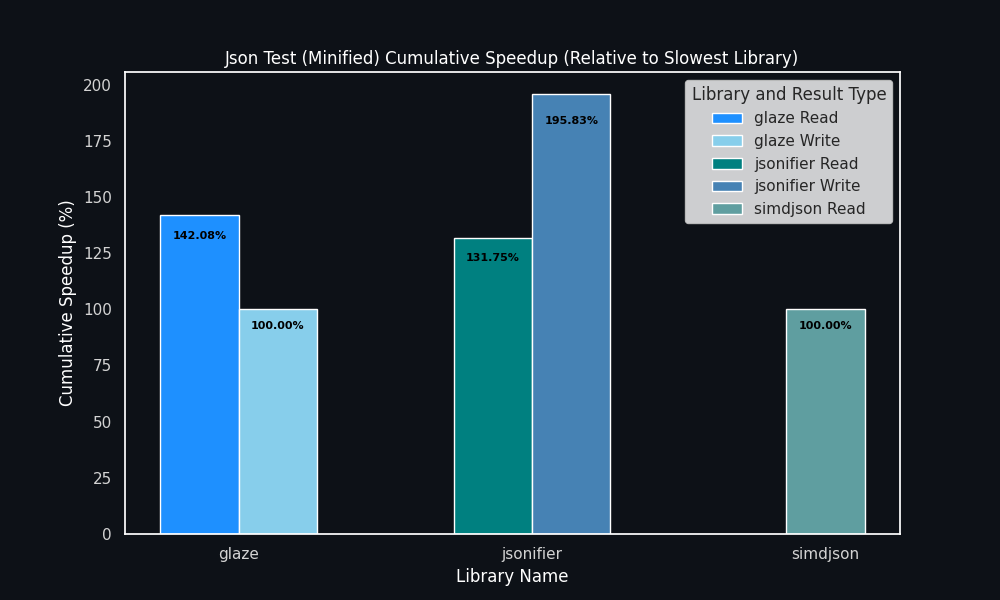 Json Test (Minified) Cumulative Speedup (Relative to Slowest Library)
200
175
150
125
100
75
50
25
0
Cumulative Speedup (%)
Library and Result Type
glaze Read
glaze Write
jsonifier Read
jsonifier Write
simdjson Read
142.08%
100.00%
131.75%
195.83%
100.00%
glaze
jsonifier
simdjson
Library Name